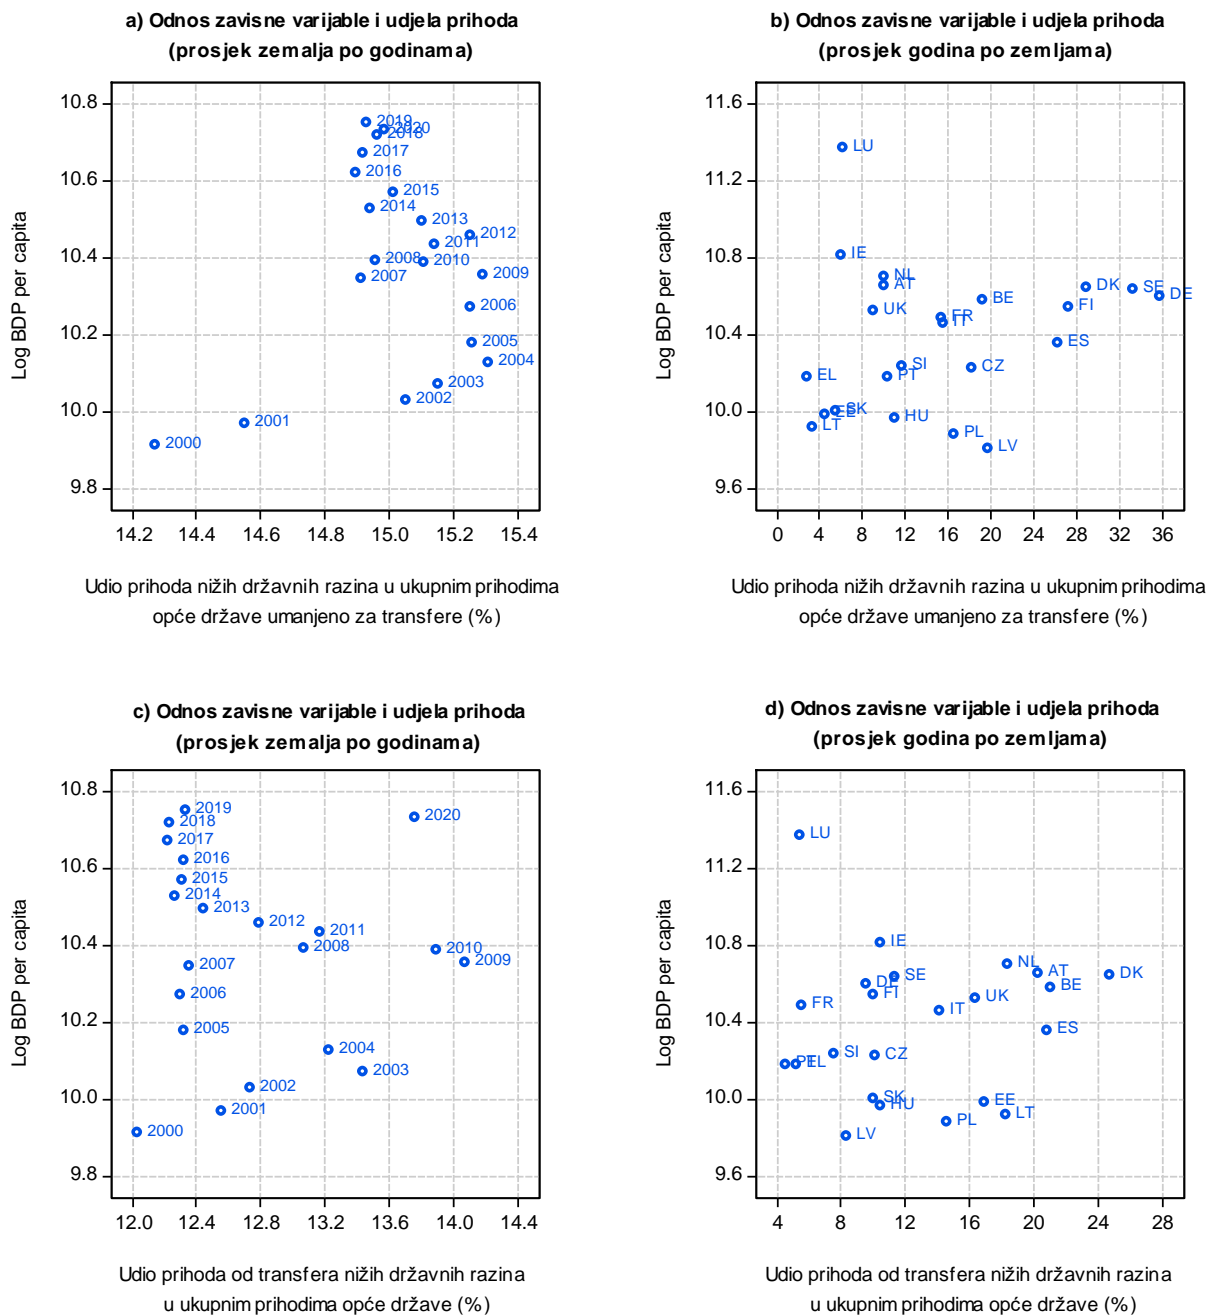 a) Odnos zavisne varijable i udjela prihoda
(prosjek zemalja po godinama)
Log BDP per capita
10.8
10.6
10.4
10.2
10.0
9.8
2019
2020
2018
2017
2016
2015
2014
2013
2012
2011
2008
2010
2009
2007
2006
2005
2004
2003
2002
2001
2000
14.2
14.6
14.8
15.0
15.2
15.4
Udio prihoda nižih državnih razina u ukupnim prihodima
opće države umanjeno za transfere (%)
b) Odnos zavisne varijable i udjela prihoda
(prosjek godina po zemljama)
Log BDP per capita
11.6
11.2
10.8
10.4
10.0
9.6
LU
IE
NL
AT
DK
SE
DE
BE
FI
UK
FR
IT
ES
SI
CZ
EL
PT
SK
EE
HU
LT
PL
LV
0
4
8
12
16
20
24
28
32
36
Udio prihoda nižih državnih razina u ukupnim prihodima
opće države umanjeno za transfere (%)
c) Odnos zavisne varijable i udjela prihoda
(prosjek zemalja po godinama)
Log BDP per capita
10.8
10.6
10.4
10.2
10.0
9.8
2019
2020
2018
2017
2016
2015
2014
2013
2012
2011
2008
2010
2009
2007
2006
2005
2004
2003
2002
2001
2000
12.0
12.4
12.8
13.2
13.6
14.0
14.4
Udio prihoda od transfera nižih državnih razina
u ukupnim prihodima opće države (%)
d) Odnos zavisne varijable i udjela prihoda
(prosjek godina po zemljama)
Log BDP per capita
11.6
11.2
10.8
10.4
10.0
9.6
LU
IE
NL
AT
DK
SE
DE
BE
FI
UK
FR
IT
ES
SI
CZ
PT
EL
SK
HU
EE
LT
PL
LV
4
8
12
16
20
24
28
Udio prihoda od transfera nižih državnih razina
u ukupnim prihodima opće države (%)